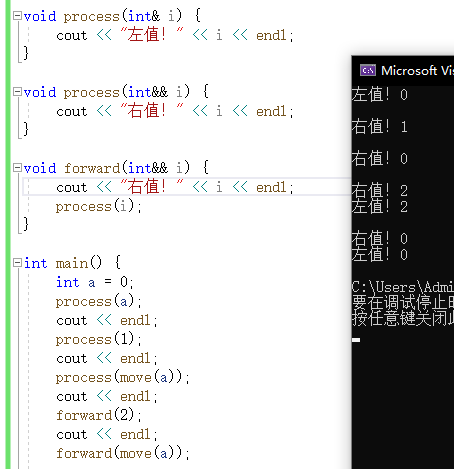 void process(int& i) {
cout << "左值! " << i << endl;
}
void process(int&& i) {
cout << "右值! " << i << endl;
}
void forward(int&& i) {
cout << "右值! " << i << endl;
process(i);
}
int main() {
int a = 0;
process(a);
cout << endl;
process(1);
cout << endl;
process(move(a));
cout << endl;
forward(2);
cout << endl;
forward(move(a));
Microsoft Vis
左值! 0
右值! 1
右值! 0
右值! 2
左值! 2
右值! 0
左值! 0
C:\Users\Admi
要在调试停止时
按任意键关闭此